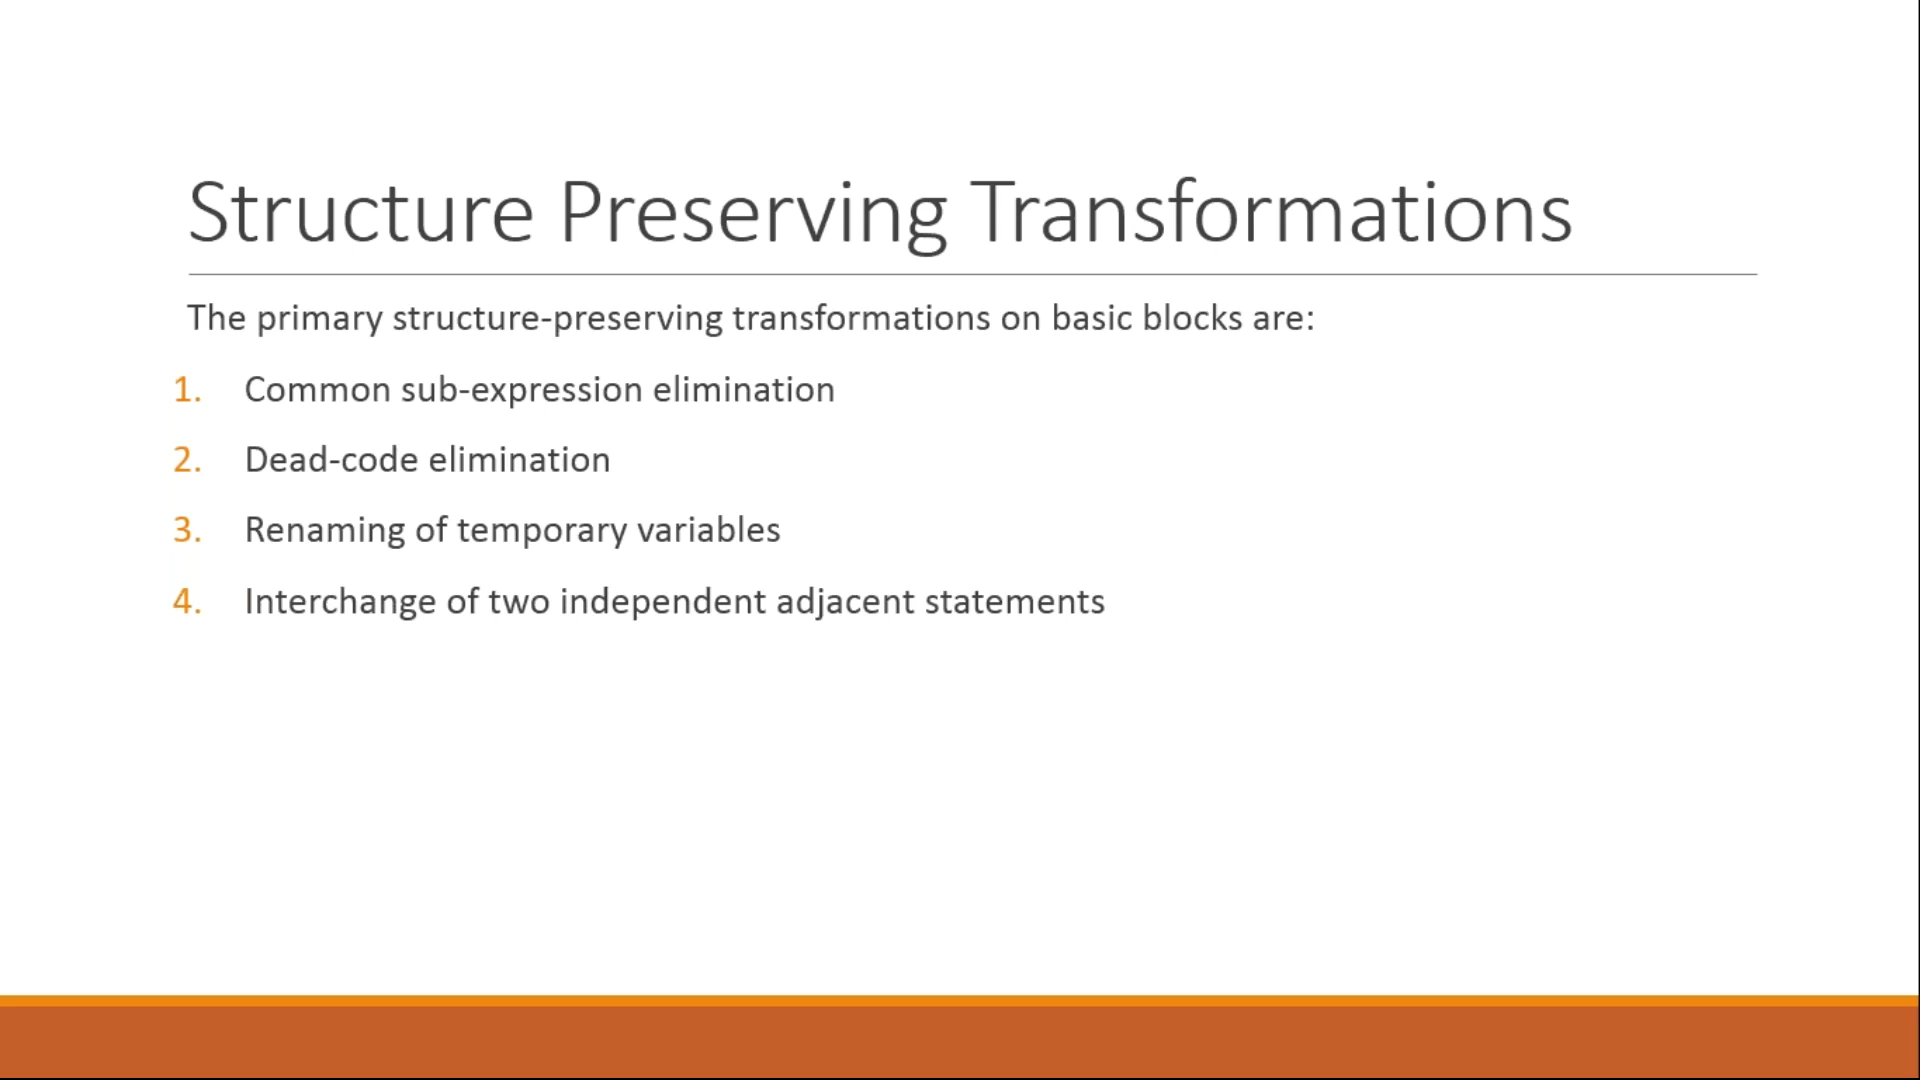 Structure Preserving Transformations
The primary structure-preserving transformations on basic blocks are:
1. Common sub-expression elimination
2. Dead-code elimination
3. Renaming of temporary variables
4. Interchange of two independent adjacent statements